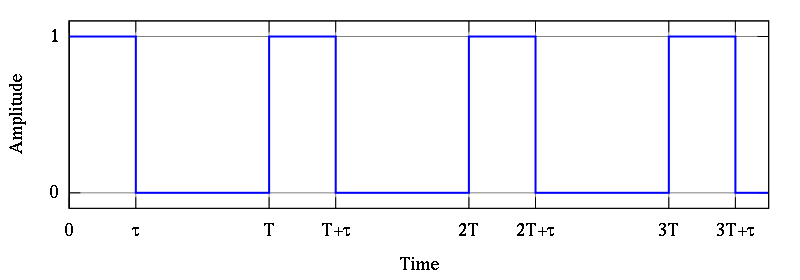 Amplitude
1
0
0 τ T T+τ 2T 2T+τ 3T 3T+τ
Time